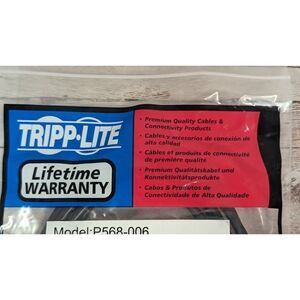 TRIPP·LITE
Lifetime
WARRANTY
• Premium Quality Cables &
Connectivity Products
• Cables y accesorios de conexión de
alta calidad
• Câbles et produits de connectivité
de première qualité
• Premium Qualitätskabel und
Konnektivitätsprodukte
• Cabos & Produtos de
Conectividade de Alta Qualidade
Model:P568-006